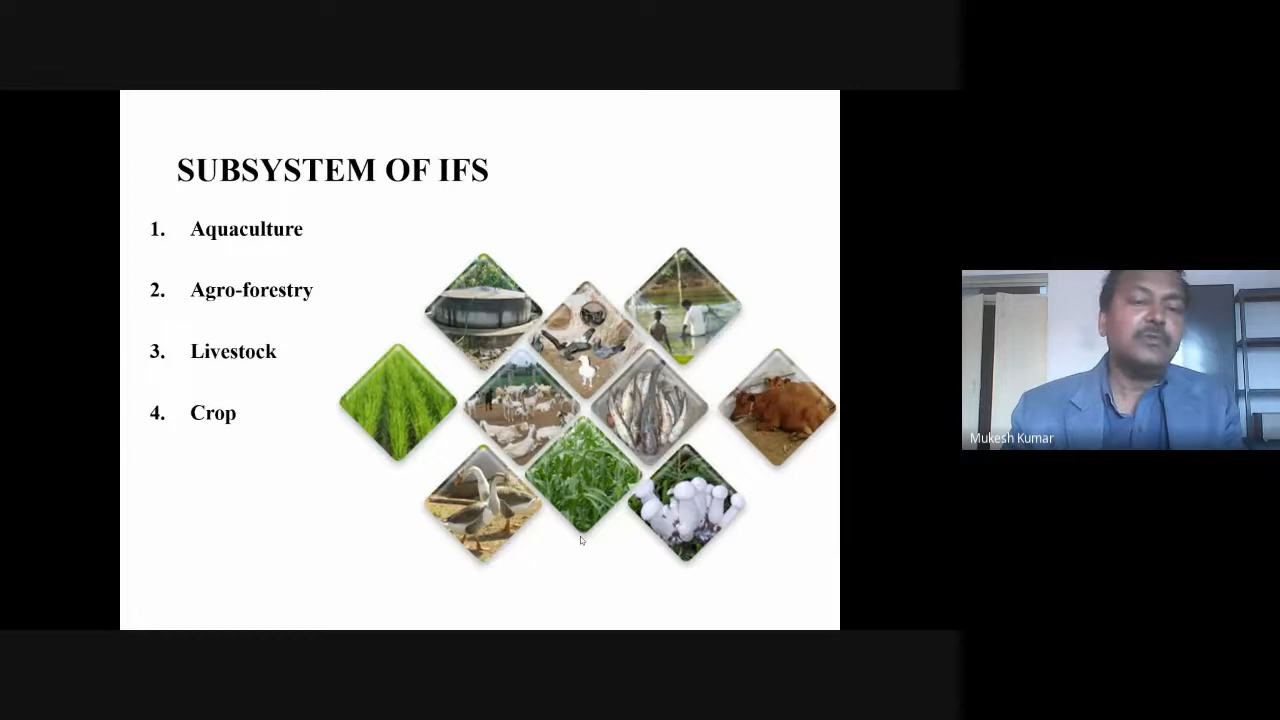 SUBSYSTEM OF IFS
1. Aquaculture
2. Agro-forestry
3. Livestock
4. Crop
Mukesh Kumar